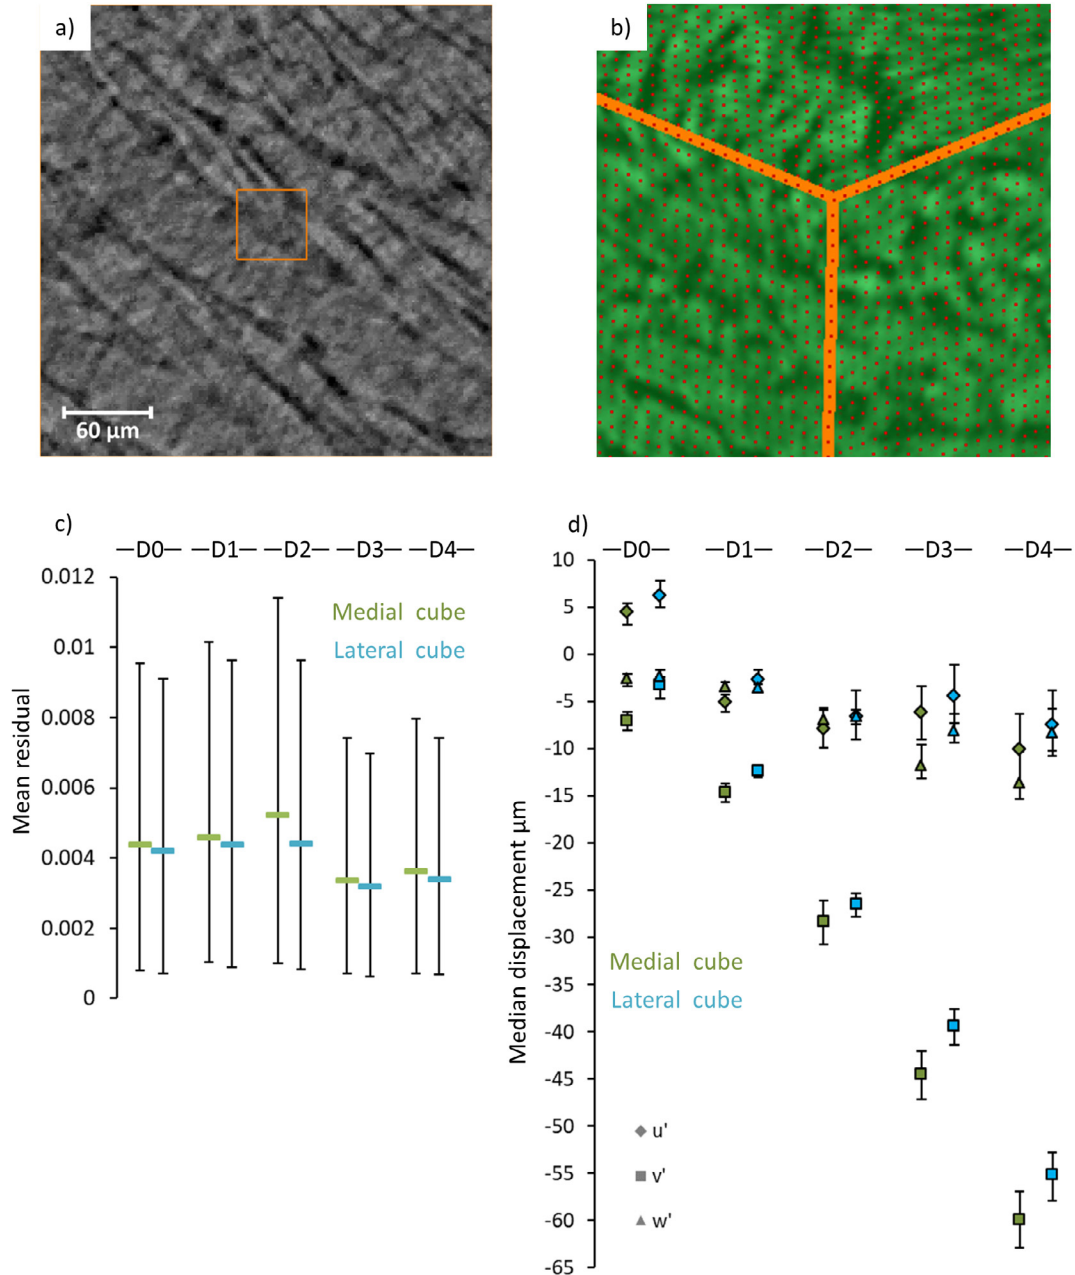 a)
60 µm
b)
c)
—D0— —D1— —D2— —D3— —D4—
0.012
0.01
0.008
0.006
0.004
0.002
0
Mean residual
Medial cube
Lateral cube
d)
—D0— —D1— —D2— —D3— —D4—
10
5
0
-5
-10
-15
-20
-25
-30
-35
-40
-45
-50
-55
-60
-65
Median displacement µm
Medial cube
Lateral cube
u'
v'
w'